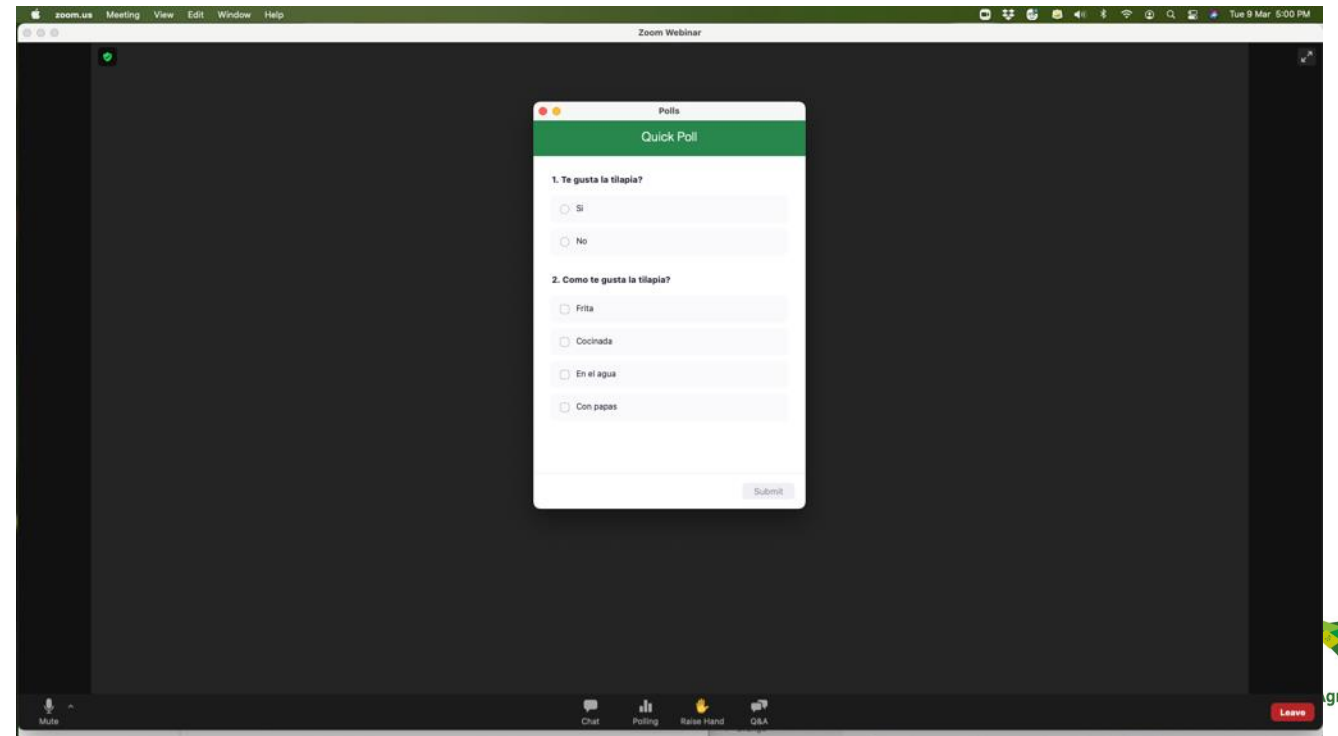 zoom.us Meeting View Edit Window Help Tue 9 Mar 5:00 PM
Zoom Webinar
Polls
Quick Poll
1. Te gusta la tilapia?
Si
No
2. Como te gusta la tilapia?
Frita
Cocinada
En el agua
Con papas
Submit
Mute Chat Polling Raise Hand Q&A Leave